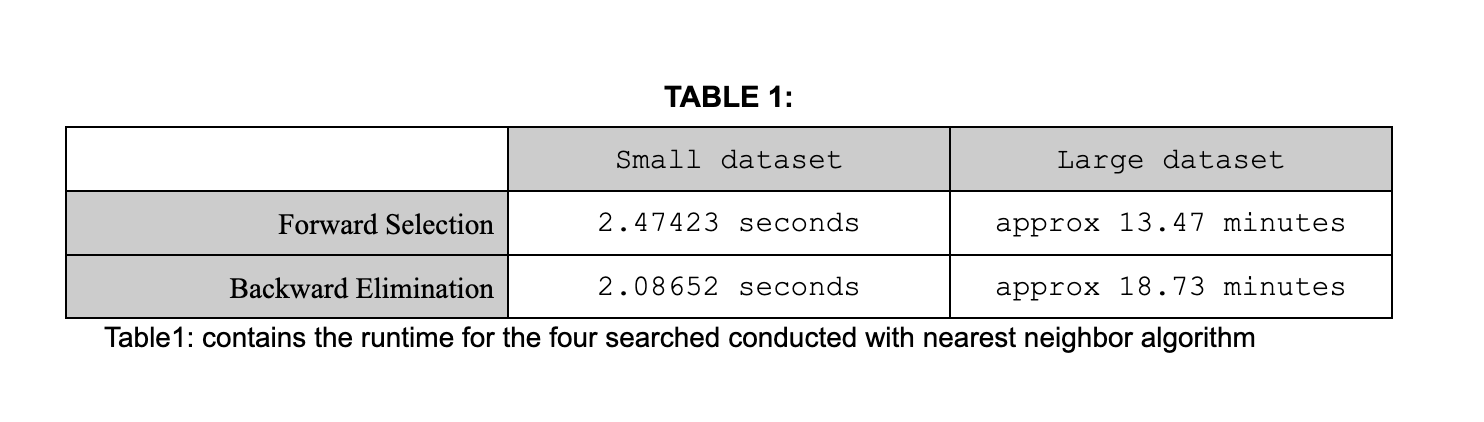 TABLE 1:
Small dataset Large dataset
Forward Selection 2.47423 seconds approx 13.47 minutes
Backward Elimination 2.08652 seconds approx 18.73 minutes
Table1: contains the runtime for the four searched conducted with nearest neighbor algorithm